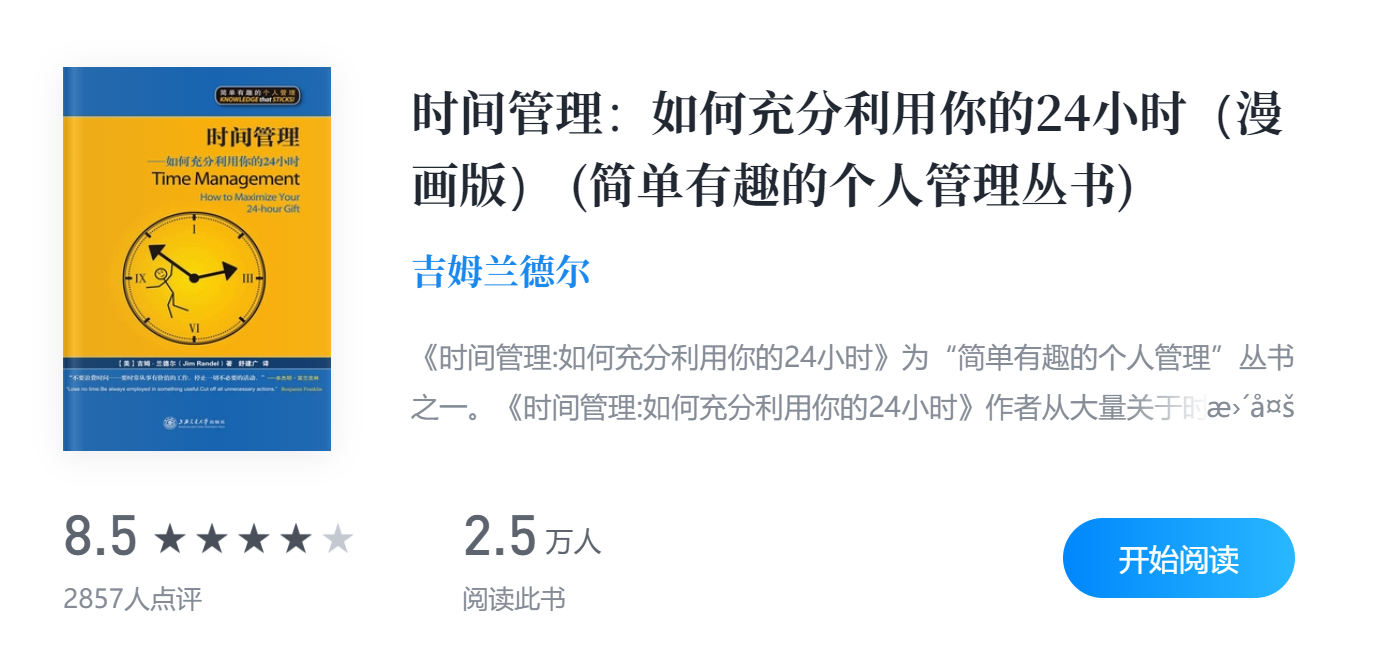 简单有趣的个人管理
KNOWLEDGE that STICKS!
时间管理
——如何充分利用你的24小时
Time Management
How to Maximize Your
24-hour Gift
I
IX
III
VI
【美】吉姆·兰德尔（Jim Randel）著 舒建广 译
“不要浪费时间——要时常从事有价值的工作，停止一切不必要的活动。”——本杰明·富兰克林
"Lose no time.Be always employed in something useful.Cut off all unnecessary actions." Benjamin Franklin
上海交通大学出版社
时间管理：如何充分利用你的24小时（漫
画版） (简单有趣的个人管理丛书)
吉姆兰德尔
《时间管理:如何充分利用你的24小时》为“简单有趣的个人管理”丛书
之一。《时间管理:如何充分利用你的24小时》作者从大量关于时æ›´å¤š
8.5 ★★★★★
2857人点评
2.5 万人
阅读此书
开始阅读